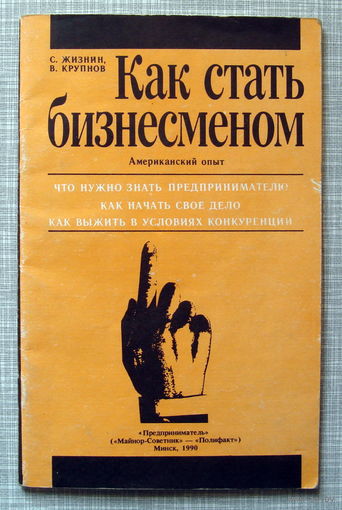 С. ЖИЗНИН,
В. КРУПНОВ
Как стать
бизнесменом
Американский опыт
ЧТО НУЖНО ЗНАТЬ ПРЕДПРИНИМАТЕЛЮ
КАК НАЧАТЬ СВОЕ ДЕЛО
КАК ВЫЖИТЬ В УСЛОВИЯХ КОНКУРЕНЦИИ
«Предприниматель»
(«Майнор-Советник» — «Полифакт»)
Минск, 1990